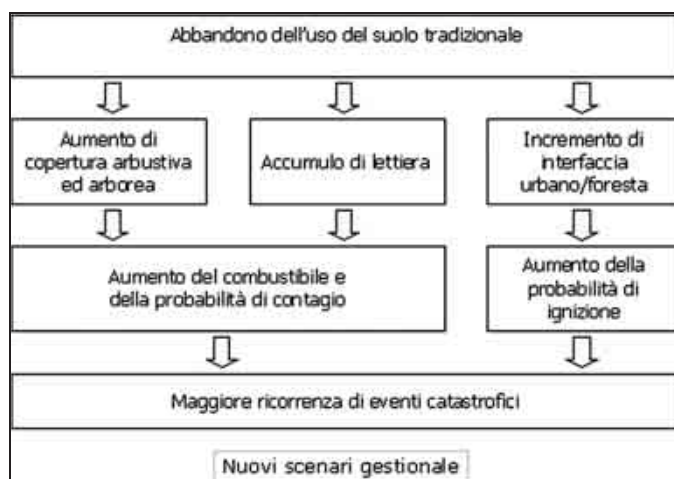 Abbandono dell'uso del suolo tradizionale
Aumento di
copertura arbustiva
ed arborea
Accumulo di lettiera
Incremento di
interfaccia
urbano/foresta
Aumento del combustibile e
della probabilità di contagio
Aumento della
probabilità di
ignizione
Maggiore ricorrenza di eventi catastrofici
Nuovi scenari gestionale